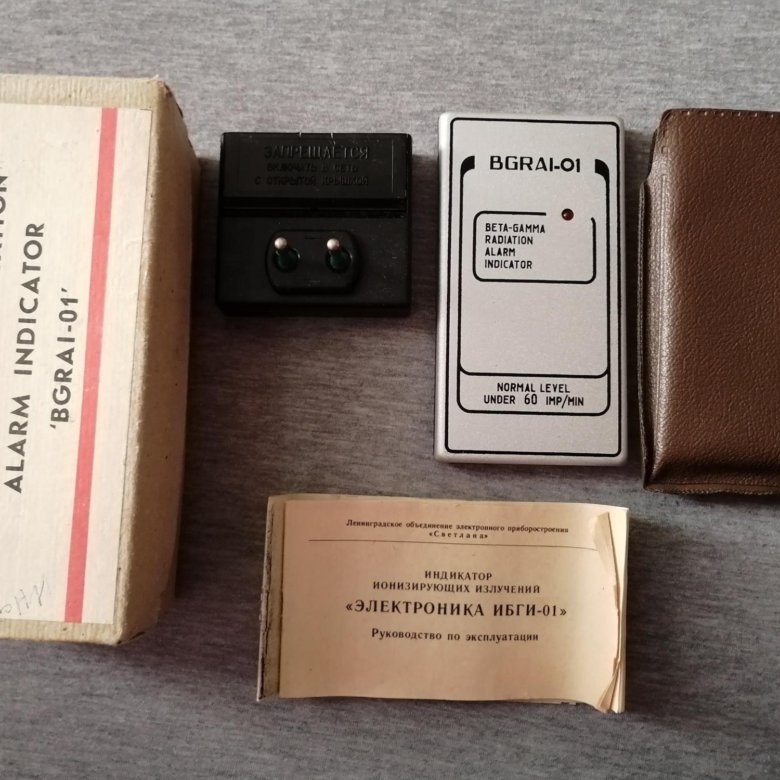 ALARM INDICATOR
'BGRAI-01'
ЗАПРЕЩАЕТСЯ
ВКЛЮЧАТЬ В СЕТЬ
С ОТКРЫТОЙ КРЫШКОЙ
BGRAI-01
BETA-GAMMA
RADIATION
ALARM
INDICATOR
NORMAL LEVEL
UNDER 60 IMP/MIN
Ленинградское объединение электронного приборостроения
«Светлана»
ИНДИКАТОР
ИОНИЗИРУЮЩИХ ИЗЛУЧЕНИЙ
«ЭЛЕКТРОНИКА ИБГИ-01»
Руководство по эксплуатации